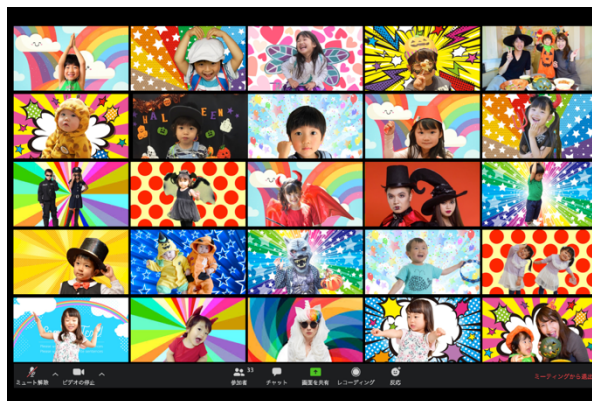 HALLOWEEN
33
ミュート解除
ビデオの停止
参加者
チャット
画面を共有
レコーディング
反応
ミーティングから退出